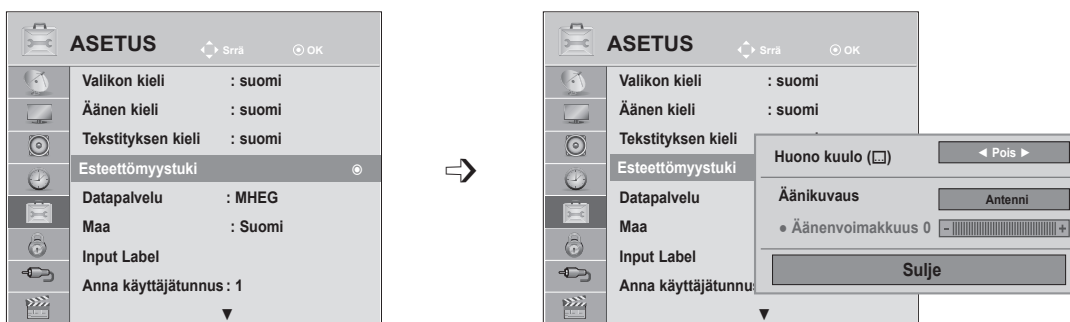 ASETUS Srrä OK
Valikon kieli : suomi
Äänen kieli : suomi
Tekstityksen kieli : suomi
Esteettömyystuki
Datapalvelu : MHEG
Maa : Suomi
Input Label
Anna käyttäjätunnus : 1
ASETUS Srrä OK
Valikon kieli : suomi
Äänen kieli : suomi
Tekstityksen kieli
Esteettömyystuki
Datapalvelu
Maa
Input Label
Anna käyttäjätunnus
Huono kuulo ( ) ◄ Pois ►
Äänikuvaus Antenni
• Äänenvoimakkuus 0 - +
Sulje